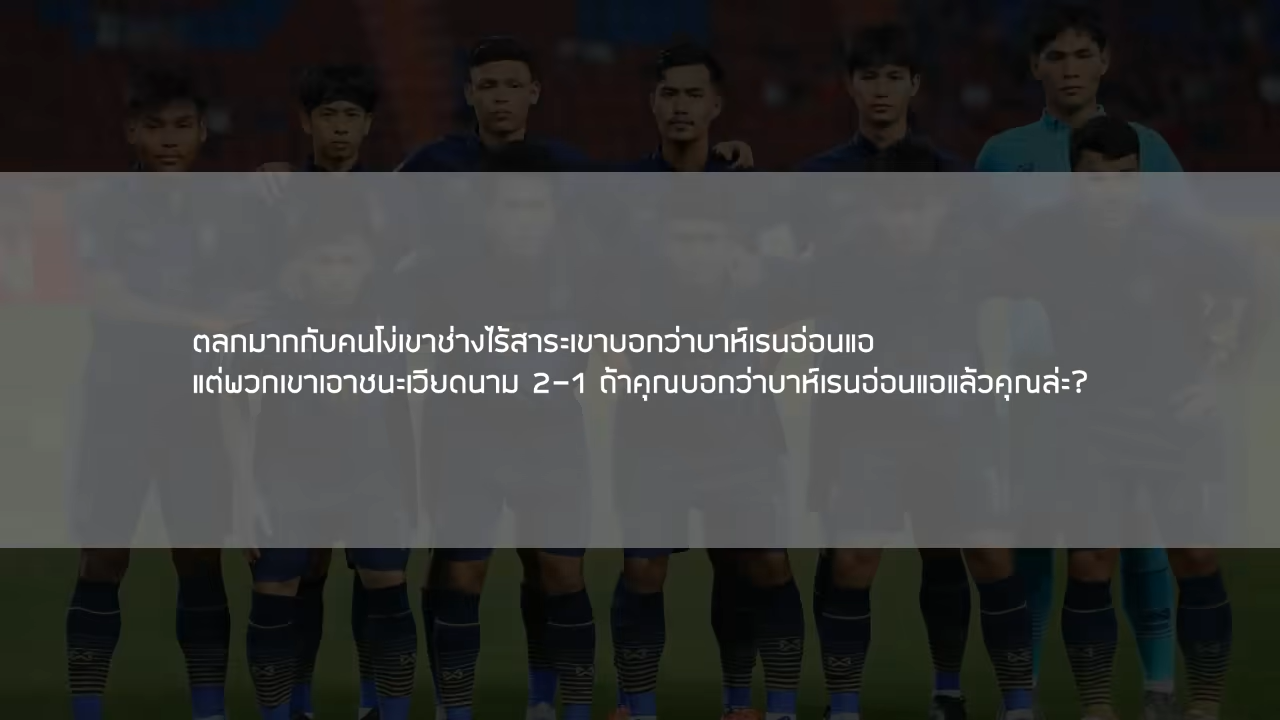 ตลกมากกับคนโง่เขาช่างไร้สาระเขาบอกว่าบาห์เรนอ่อนแอ
แต่พวกเขาเอาชนะเวียดนาม 2-1 ถ้าคุณบอกว่าบาห์เรนอ่อนแอแล้วคุณล่ะ?